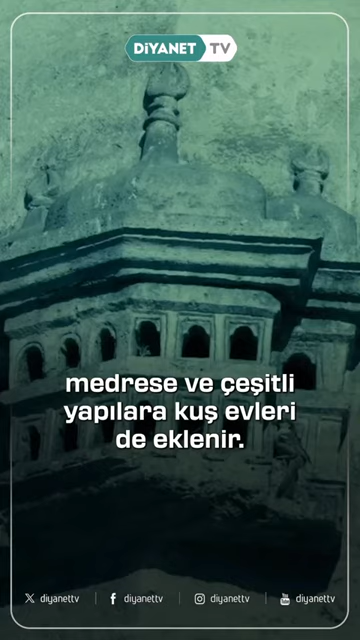 DİYANET TV
medrese ve çeşitli
yapılara kuş evleri
de eklenir.
diyanettv diyanettv diyanettv diyanettv